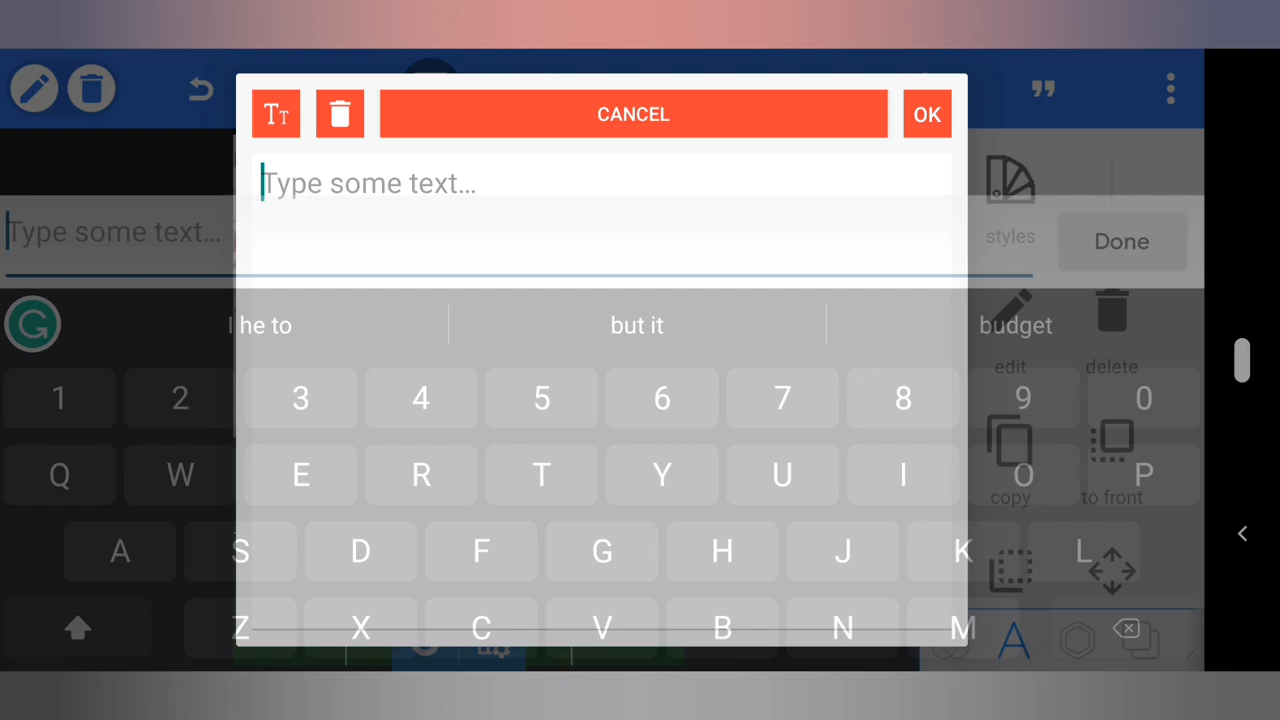 TT CANCEL OK
Type some text...
styles
Type some text...
Done
he to but it budget
edit delete
1 2 3 4 5 6 7 8 9 0
Q W E R T Y U I O P
copy to front
A S D F G H J K L
Z X C V B N M
A